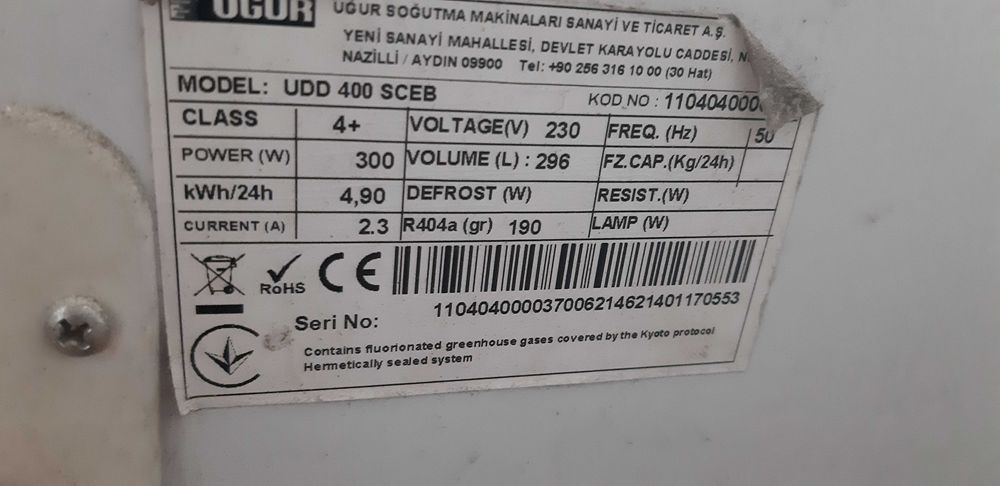 UĞUR
UĞUR SOĞUTMA MAKİNALARI SANAYİ VE TİCARET A.Ş.
YENİ SANAYİ MAHALLESİ, DEVLET KARAYOLU CADDESİ,
NAZİLLİ / AYDIN 09900 Tel: +90 256 316 10 00 (30 Hat)
MODEL: UDD 400 SCEB KOD NO :
CLASS 4+ VOLTAGE(V) 230 FREQ. (Hz) 50
POWER (W) 300 VOLUME (L) : 296 FZ.CAP.(Kg/24h)
kWh/24h 4,90 DEFROST (W) RESIST.(W)
CURRENT (A) 2.3 R404a (gr) 190 LAMP (W)
RoHS CE
110404000037006214621401170553
Seri No:
Contains fluorionated greenhouse gases covered by the Kyoto protocol
Hermetically sealed system